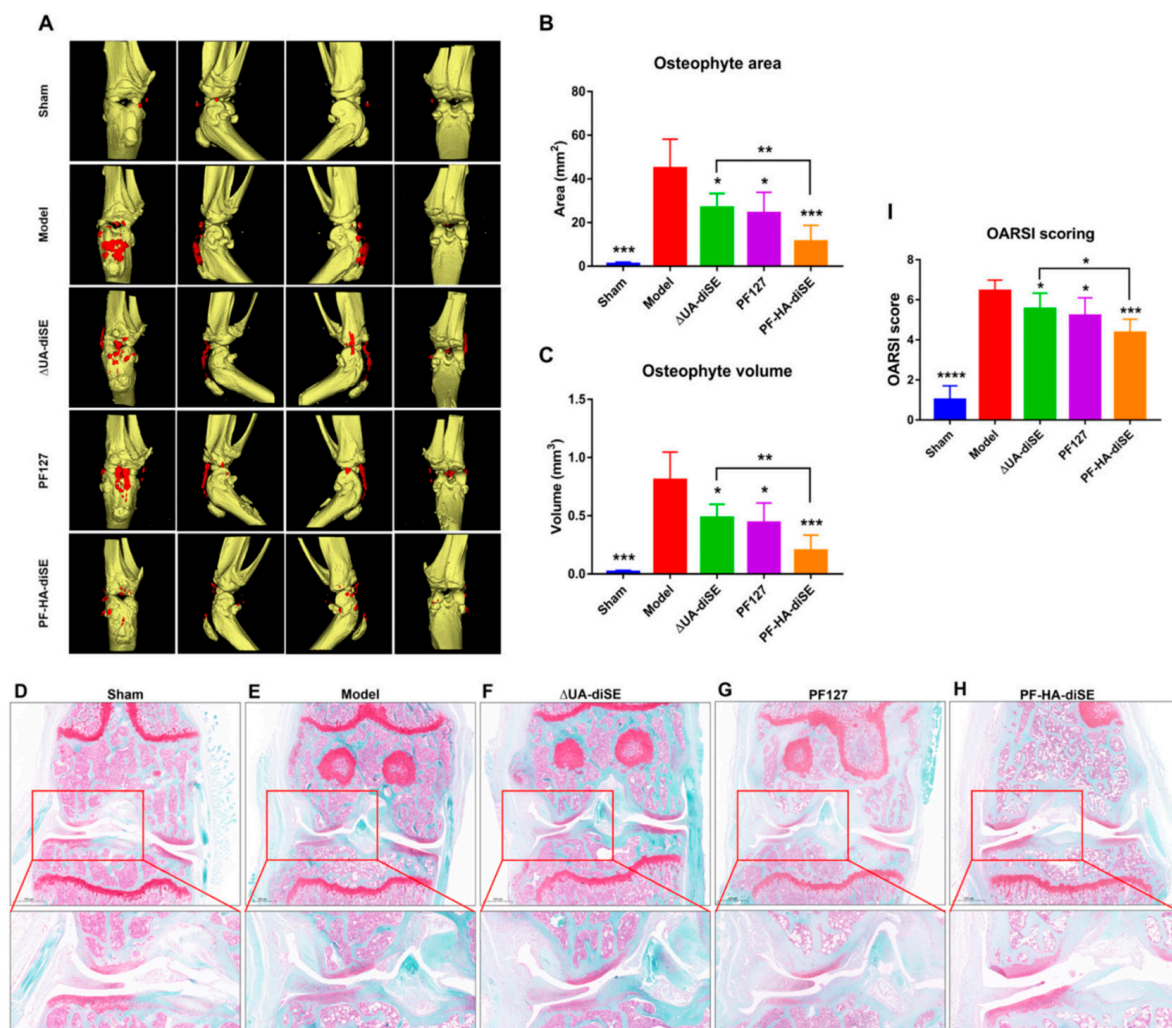 A
Sham
Model
ΔUA-diSE
PF127
PF-HA-diSE
B
Osteophyte area
Area (mm²)
80
60
40
20
0
***
*
*
***
**
Sham
Model
ΔUA-diSE
PF127
PF-HA-diSE
C
Osteophyte volume
Volume (mm³)
1.5
1.0
0.5
0.0
***
*
*
***
**
Sham
Model
ΔUA-diSE
PF127
PF-HA-diSE
I
OARSI scoring
OARSI score
8
6
4
2
0
****
*
*
***
*
Sham
Model
ΔUA-diSE
PF127
PF-HA-diSE
D Sham
E Model
F ΔUA-diSE
G PF127
H PF-HA-diSE